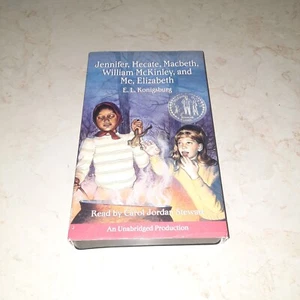 Jennifer, Hecate, Macbeth,
William McKinley, and
Me, Elizabeth
E. L. Konigsburg
Read by Carol Jordan Stewart
An Unabridged Production